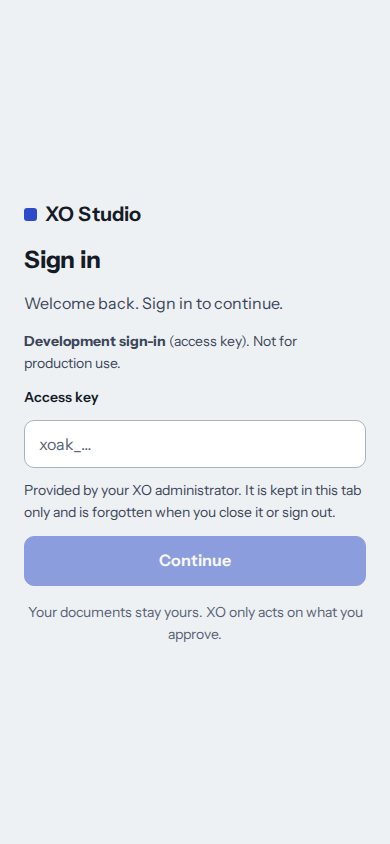 XO Studio
Sign in
Welcome back. Sign in to continue.
Development sign-in (access key). Not for
production use.
Access key
xoak_...
Provided by your XO administrator. It is kept in this tab
only and is forgotten when you close it or sign out.
Continue
Your documents stay yours. XO only acts on what you
approve.